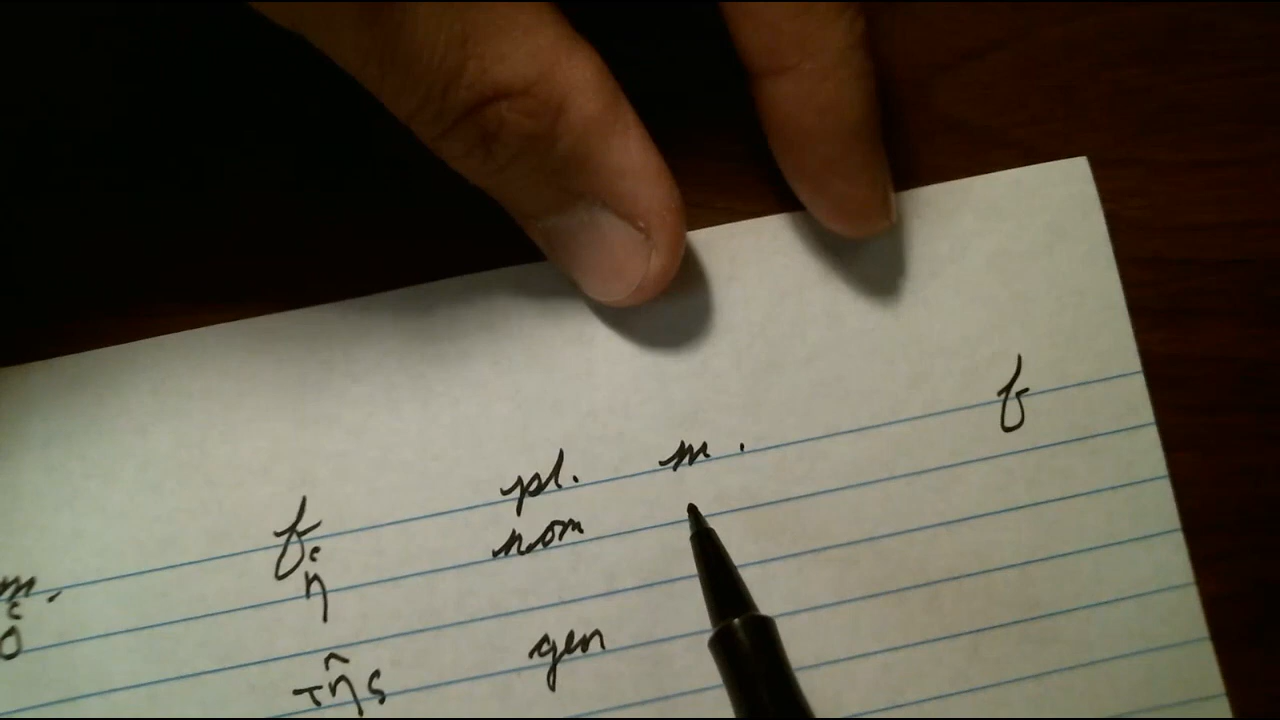 m. f. pl. m. f
ὁ ἡ nom
τῆς gen